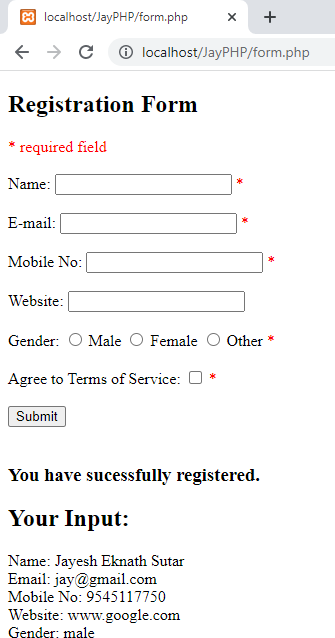 localhost/JayPHP/form.php
localhost/JayPHP/form.php
Registration Form
* required field
Name: *
E-mail: *
Mobile No: *
Website:
Gender: Male Female Other *
Agree to Terms of Service: *
Submit
You have sucessfully registered.
Your Input:
Name: Jayesh Eknath Sutar
Email: jay@gmail.com
Mobile No: 9545117750
Website: www.google.com
Gender: male